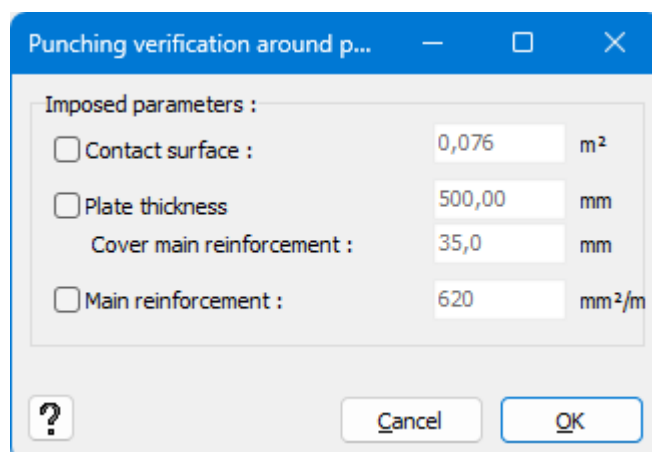 Punching verification around p...
Imposed parameters :
Contact surface : 0,076 m²
Plate thickness 500,00 mm
Cover main reinforcement : 35,0 mm
Main reinforcement : 620 mm²/m
? Cancel OK